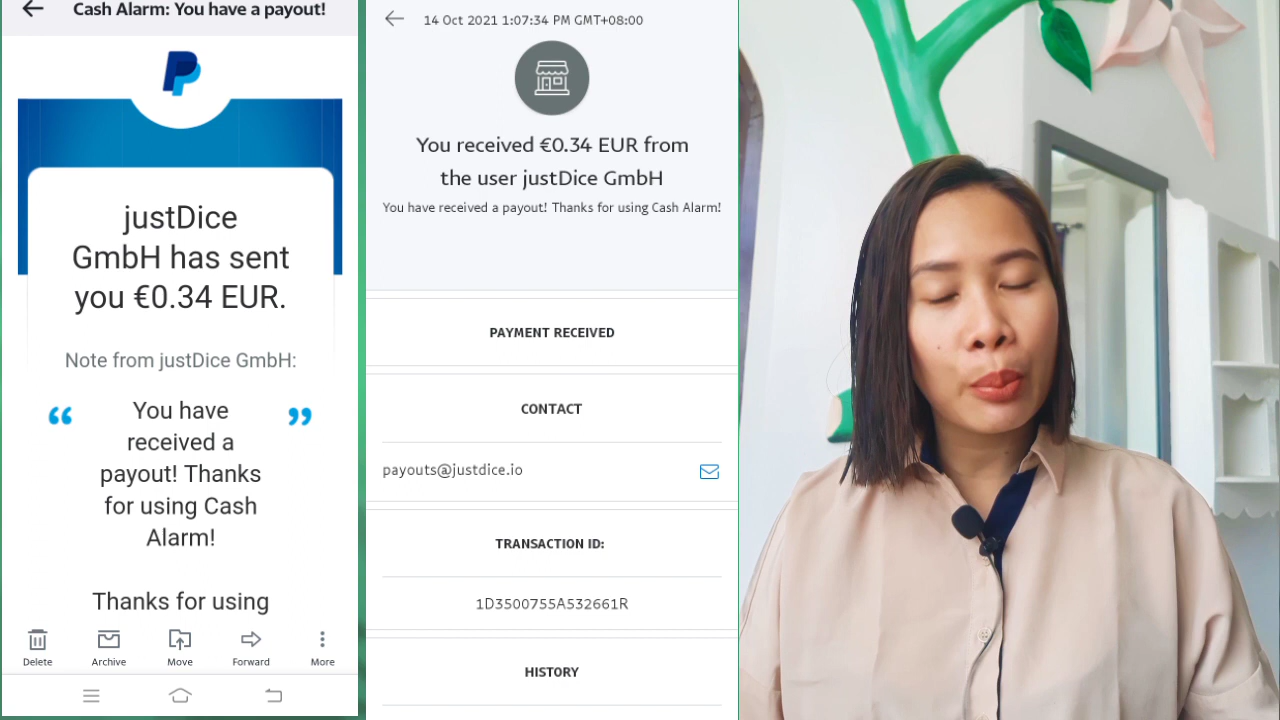 Cash Alarm: You have a payout!
justDice
GmbH has sent
you €0.34 EUR.
Note from justDice GmbH:
“ You have ”
received a
payout! Thanks
for using Cash
Alarm!
Thanks for using
Delete Archive Move Forward More
14 Oct 2021 1:07:34 PM GMT+08:00
You received €0.34 EUR from
the user justDice GmbH
You have received a payout! Thanks for using Cash Alarm!
PAYMENT RECEIVED
CONTACT
payouts@justdice.io
TRANSACTION ID:
1D3500755A532661R
HISTORY